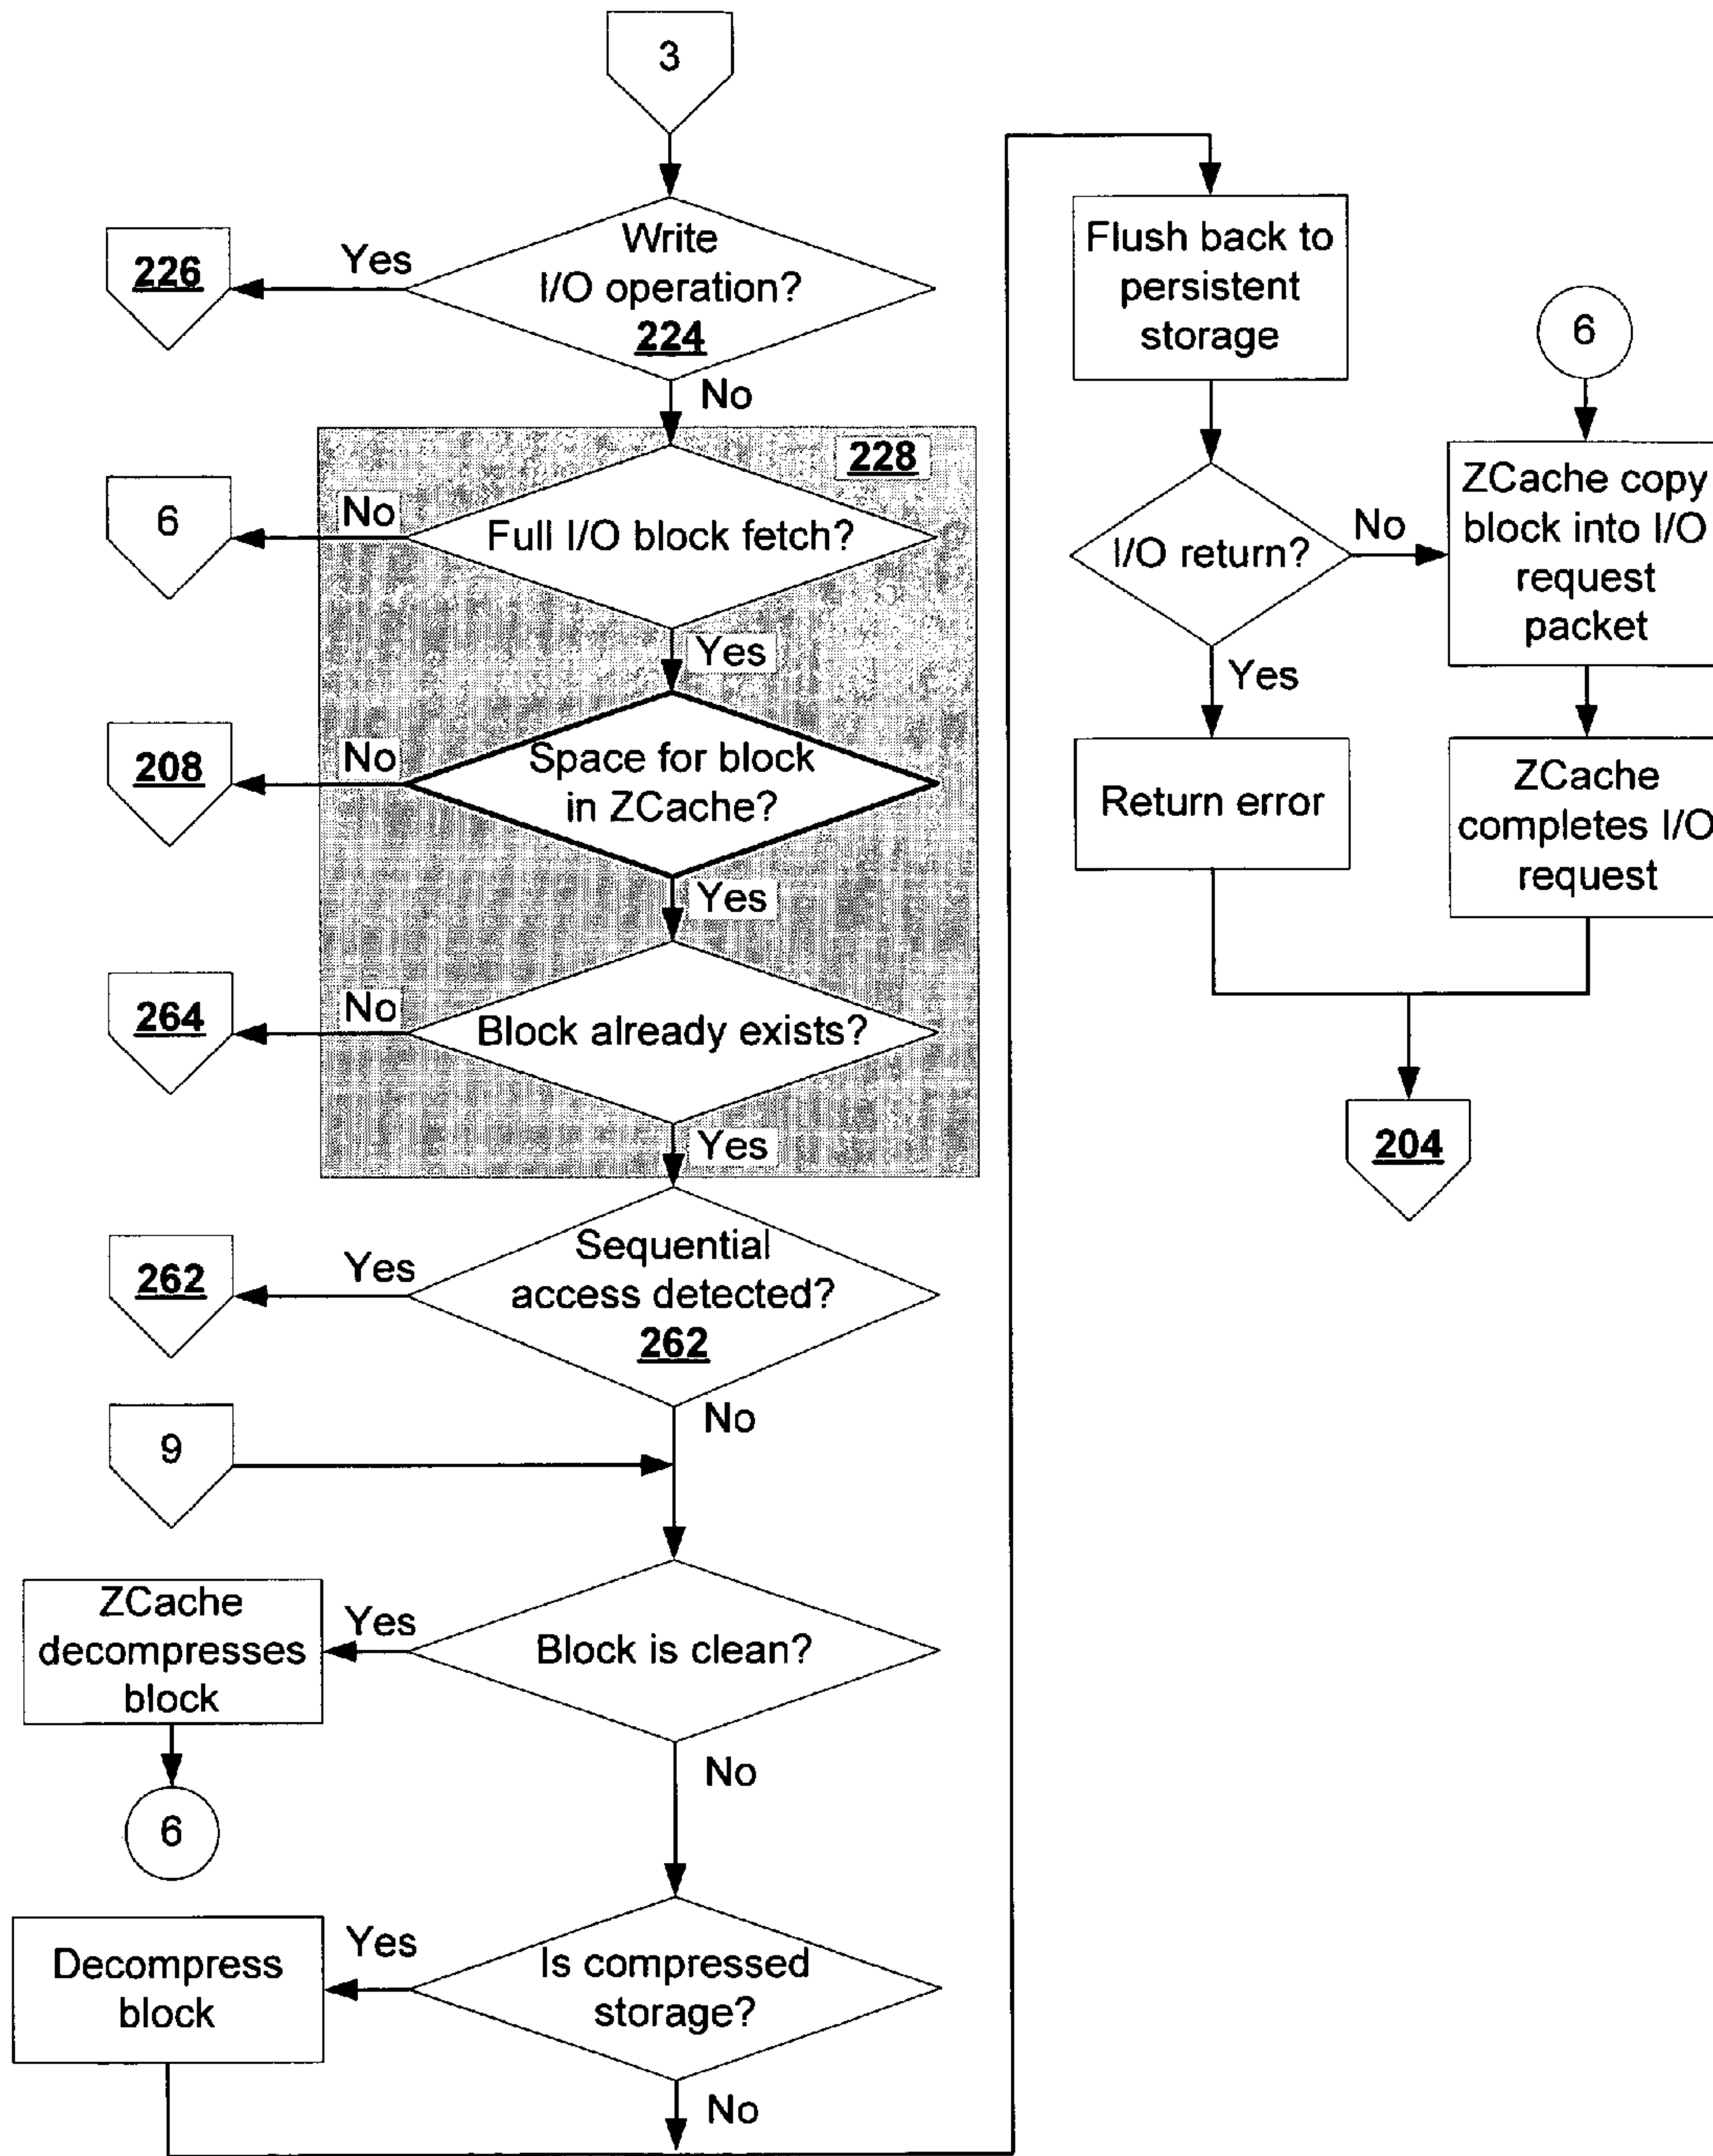 3
Write
I/O operation?
224
Yes
226
No
228
Full I/O block fetch?
No
6
Yes
Space for block
in ZCache?
No
208
Yes
Block already exists?
No
264
Yes
Sequential
access detected?
262
Yes
262
No
9
Block is clean?
Yes
ZCache
decompresses
block
6
No
Is compressed
storage?
Yes
Decompress
block
No
Flush back to
persistent
storage
I/O return?
No
Yes
Return error
6
ZCache copy
block into I/O
request
packet
ZCache
completes I/O
request
204